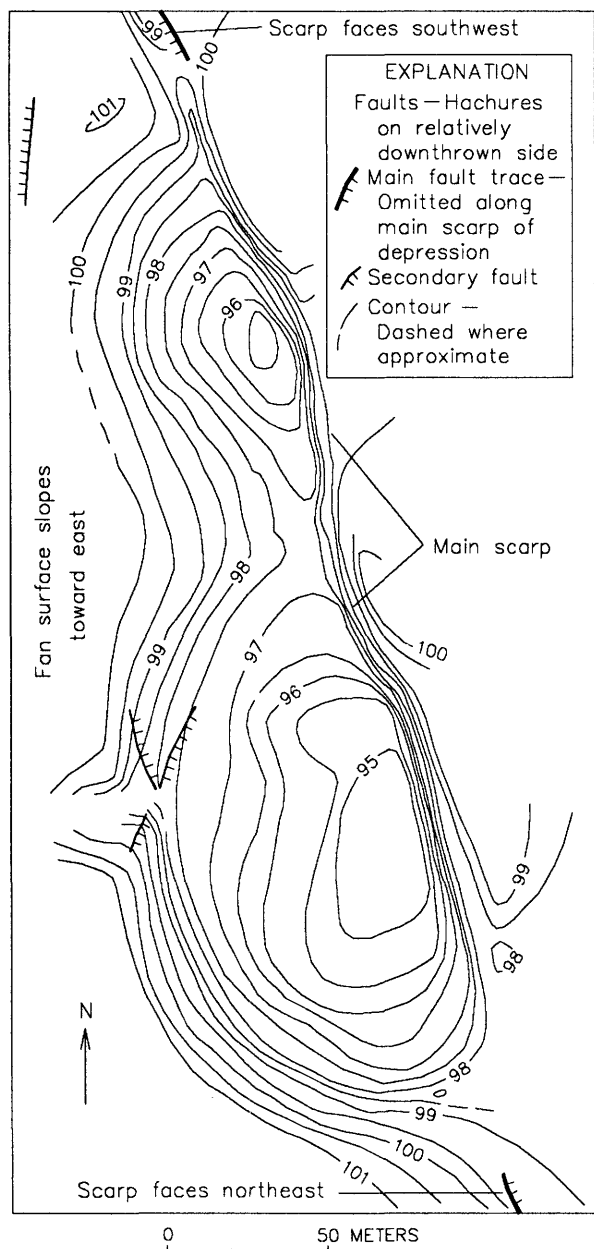 99
Scarp faces southwest
100
EXPLANATION
Faults — Hachures
on relatively
downthrown side
Main fault trace —
Omitted along
main scarp of
depression
Secondary fault
Contour —
Dashed where
approximate
101
100
99
98
97
96
Fan surface slopes
toward east
Main scarp
98
99
97
96
100
95
99
98
N
98
99
100
101
Scarp faces northeast
0 50 METERS